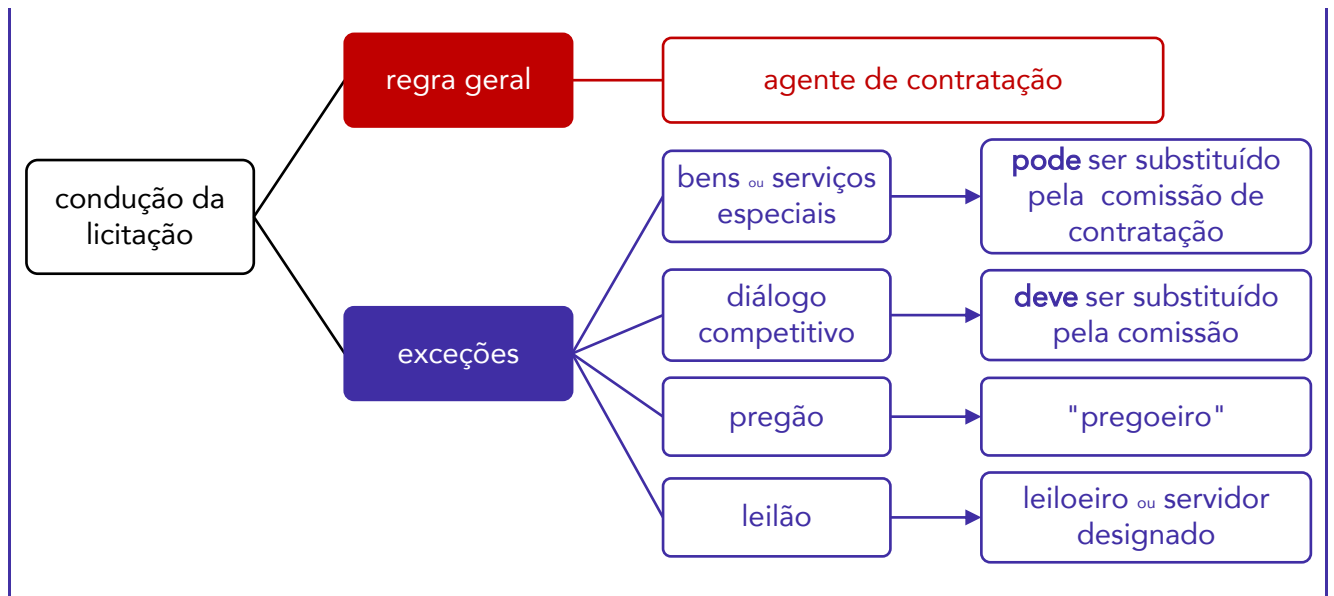 condução da
licitação
regra geral
agente de contratação
exceções
bens ou serviços
especiais
pode ser substituído
pela comissão de
contratação
diálogo
competitivo
deve ser substituído
pela comissão
pregão
"pregoeiro"
leilão
leiloeiro ou servidor
designado